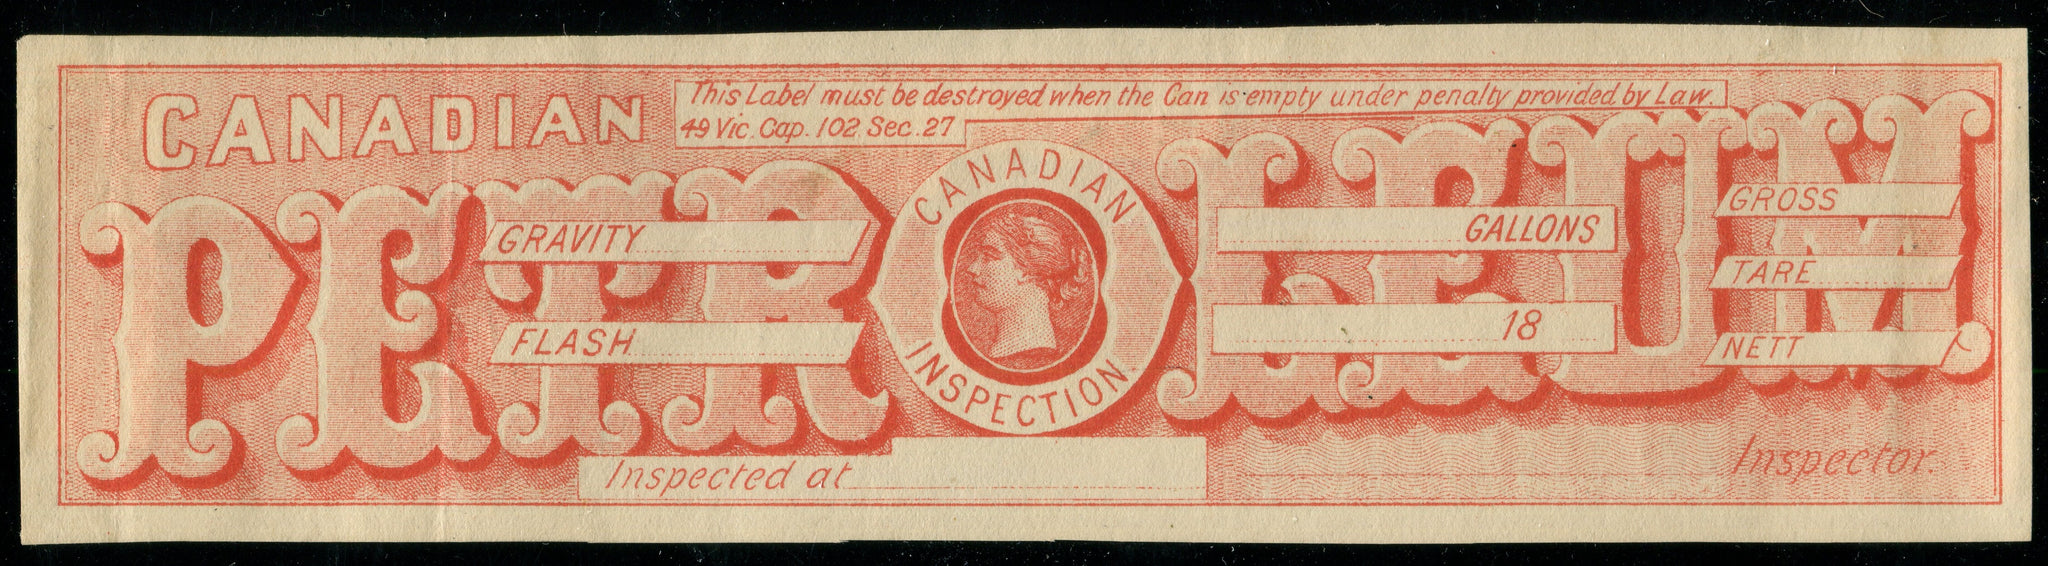 CANADIAN
This Label must be destroyed when the Can is empty under penalty provided by Law.
49 Vic. Cap. 102 Sec. 27
PETROLEUM.
CANADIAN
INSPECTION.
GRAVITY
FLASH
GALLONS
18
GROSS
TARE
NETT
Inspected at
Inspector.